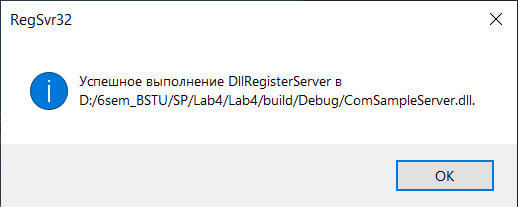 RegSvr32
Успешное выполнение DllRegisterServer в
D:/6sem_BSTU/SP/Lab4/Lab4/build/Debug/ComSampleServer.dll.
OK